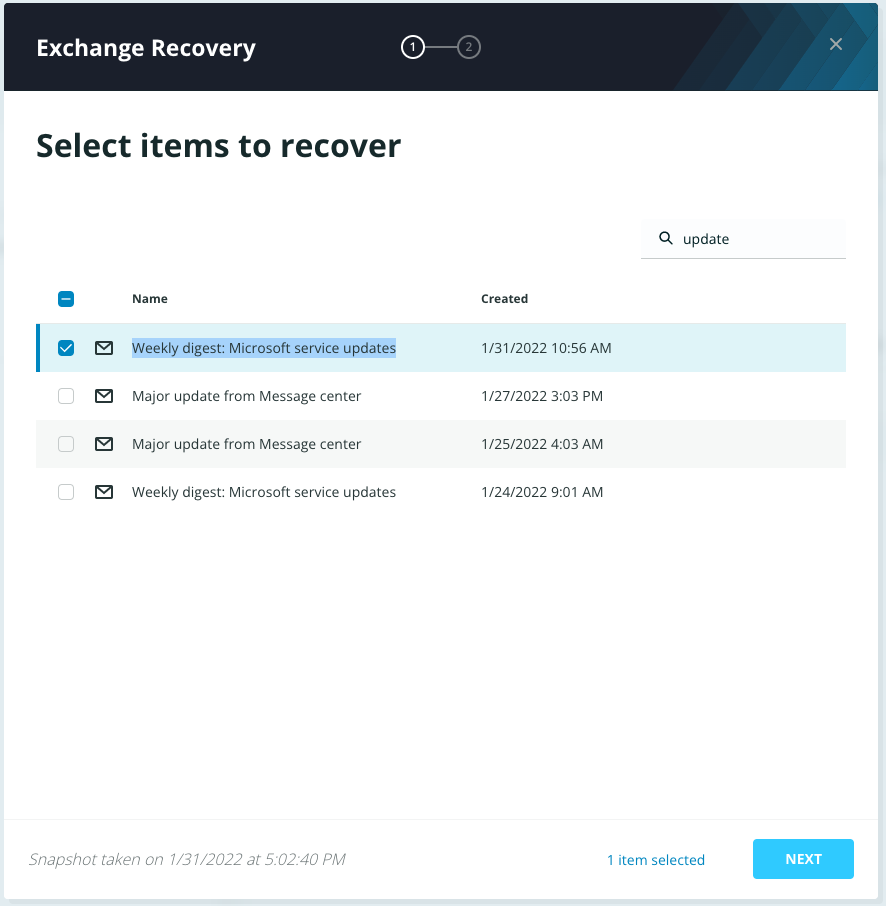 Exchange Recovery
1
2
Select items to recover
update
Name Created
Weekly digest: Microsoft service updates 1/31/2022 10:56 AM
Major update from Message center 1/27/2022 3:03 PM
Major update from Message center 1/25/2022 4:03 AM
Weekly digest: Microsoft service updates 1/24/2022 9:01 AM
Snapshot taken on 1/31/2022 at 5:02:40 PM
1 item selected
NEXT